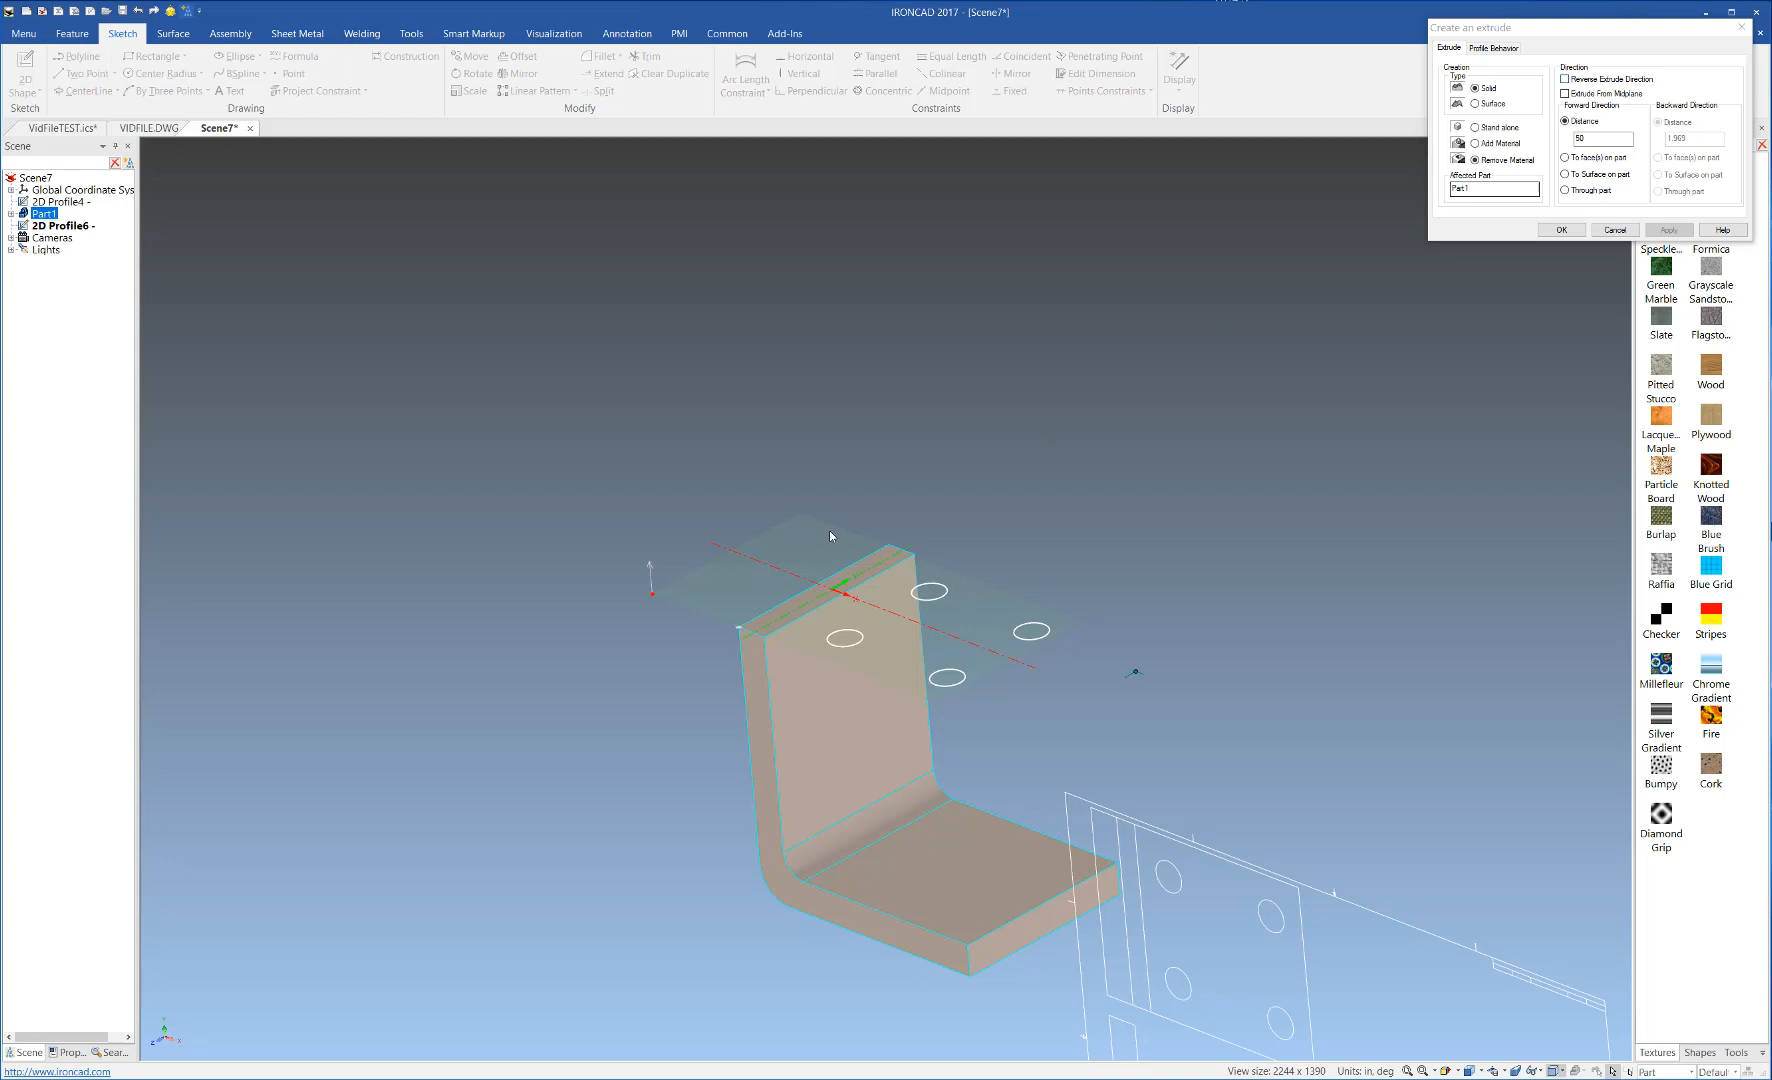 IRONCAD 2017 - [Scene7*]
Menu Feature Sketch Surface Assembly Sheet Metal Welding Tools Smart Markup Visualization Annotation PMI Common Add-Ins
2D Shape
Polyline Rectangle Ellipse Formula
Two Point Center Radius BSpline Point
CenterLine By Three Points Text Project Constraint
Construction
Move Offset Fillet Trim
Rotate Mirror Extend Clear Duplicate
Scale Linear Pattern Split
Arc Length Constraint
Horizontal Tangent Equal Length Coincident Penetrating Point
Vertical Parallel Colinear Mirror Edit Dimension
Perpendicular Concentric Midpoint Fixed Points Constraints
Display
Sketch Drawing Modify Constraints Display
VidFileTEST.ics* VIDFILE.DWG Scene7*
Scene
Scene7
Global Coordinate Sys
2D Profile4 -
Part1
2D Profile6 -
Cameras
Lights
Create an extrude
Extrude Profile Behavior
Creation
Type
Solid
Surface
Stand alone
Add Material
Remove Material
Affected Part
Part1
Direction
Reverse Extrude Direction
Extrude From Midplane
Forward Direction
Distance
50
To face(s) on part
To Surface on part
Through part
Backward Direction
Distance
1.969
To face(s) on part
To Surface on part
Through part
OK Cancel Apply Help
Speckle... Formica
Green Marble
Grayscale Sandsto...
Slate Flagsto...
Pitted Stucco
Wood
Lacque... Maple
Plywood
Particle Board
Knotted Wood
Burlap
Blue Brush
Raffia Blue Grid
Checker Stripes
Millefleur
Chrome Gradient
Silver Gradient
Fire
Bumpy Cork
Diamond Grip
Scene Prop... Sear...
Textures Shapes Tools
http://www.ironcad.com
View size: 2244 x 1390 Units: in, deg
Part Default